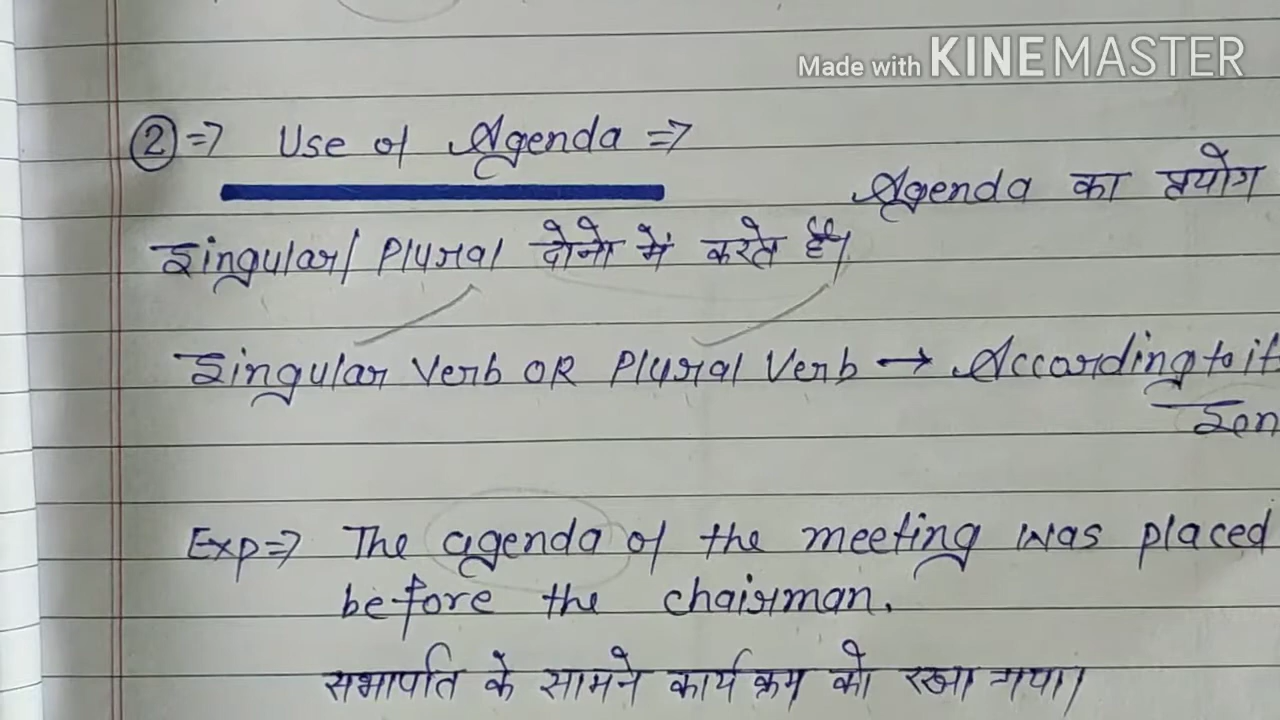 Made with KINEMASTER
② => Use of Agenda =>
Agenda का प्रयोग
Singular/Plural दोनो में करते हैं।
Singular Verb OR Plural Verb → According to it
Sen
Exp => The agenda of the meeting was placed
before the chairman.
सभापति के सामने कार्यक्रम को रखा गया।